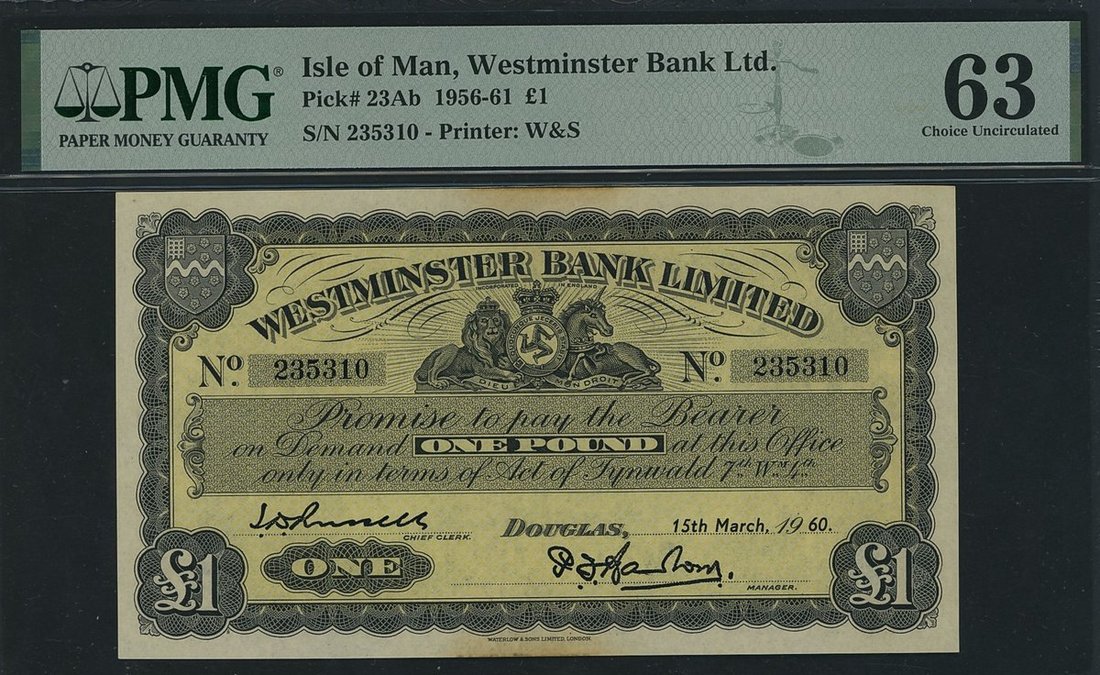 PMG®
PAPER MONEY GUARANTY
Isle of Man, Westminster Bank Ltd.
Pick# 23Ab 1956-61 £1
S/N 235310 - Printer: W&S
63
Choice Uncirculated
WESTMINSTER BANK LIMITED
INCORPORATED IN ENGLAND
No. 235310
No. 235310
DIEU MON DROIT
Promise to pay the Bearer
on Demand ONE POUND at this Office
only in terms of Act of Tynwald 7th Wm 4th
CHIEF CLERK.
DOUGLAS, 15th March, 1960.
ONE
MANAGER.
£1
£1
WATERLOW & SONS LIMITED, LONDON.